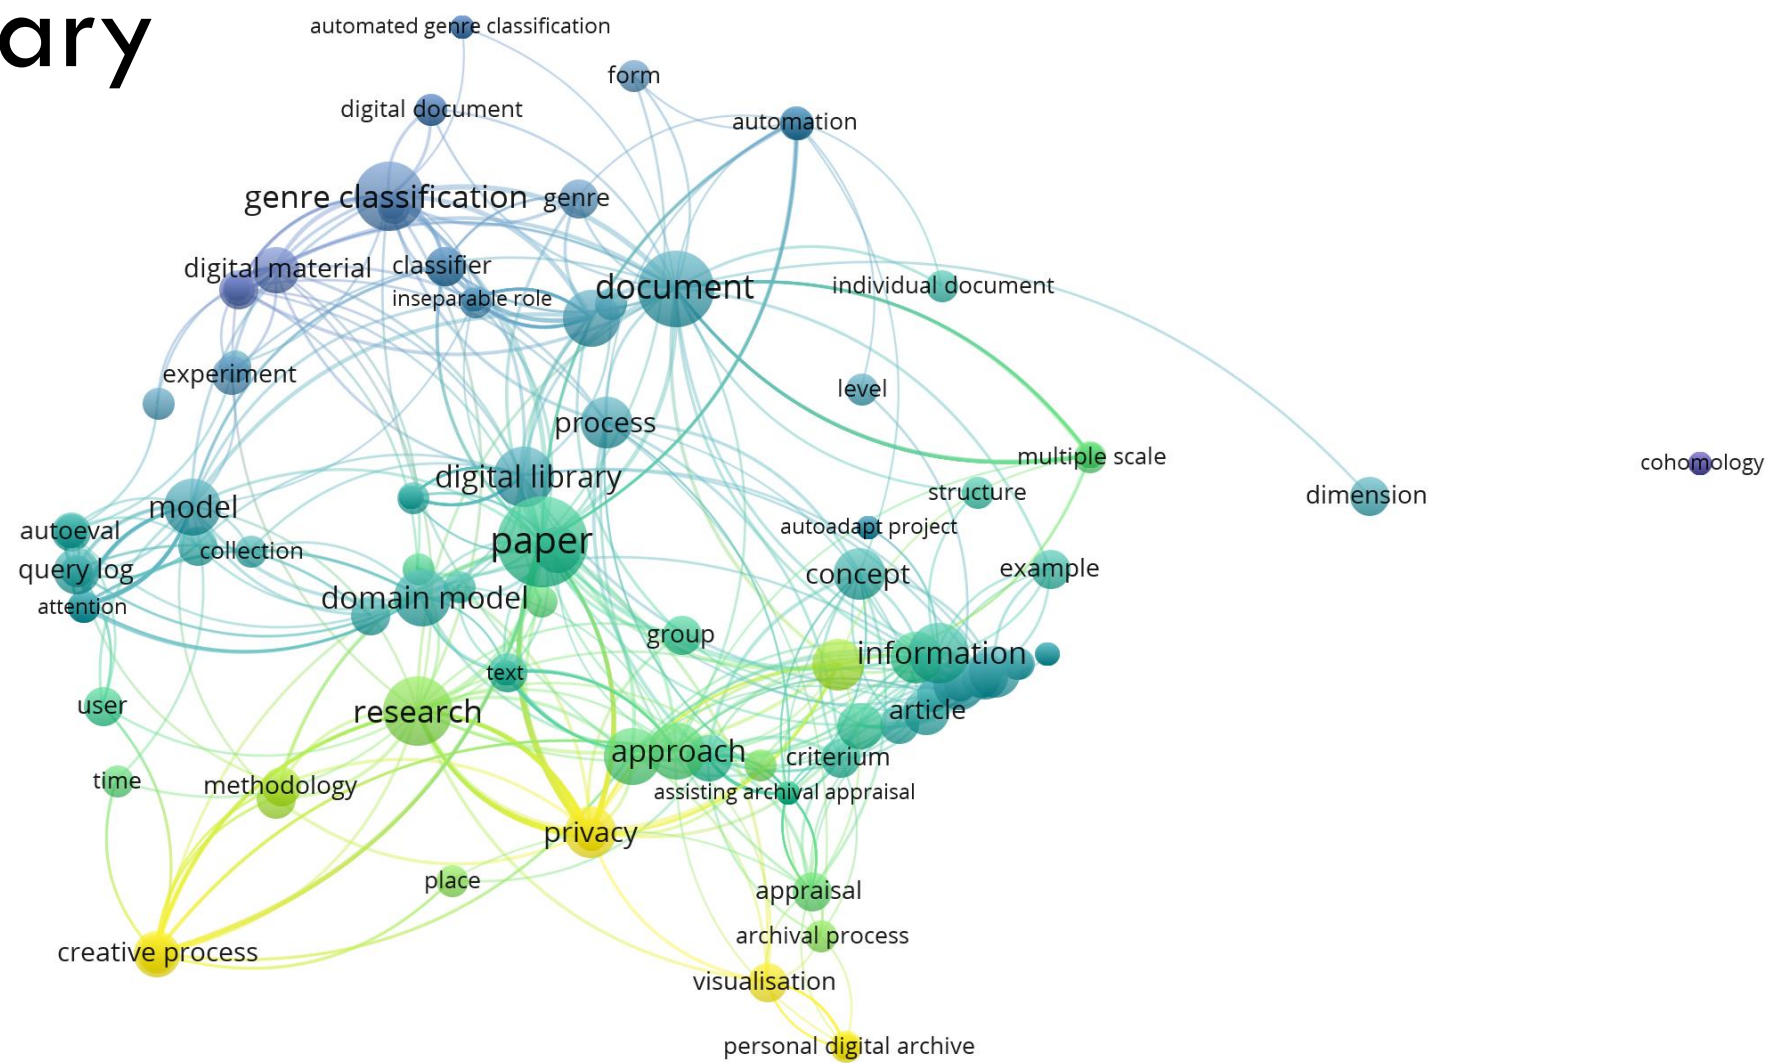 ary
automated genre classification
form
digital document
automation
genre classification
genre
digital material
classifier
inseparable role
document
individual document
experiment
level
process
multiple scale
cohomology
digital library
structure
dimension
model
autoeval
autoadapt project
paper
collection
query log
concept
example
attention
domain model
group
information
text
user
research
article
approach
criterium
time
methodology
assisting archival appraisal
privacy
place
appraisal
archival process
creative process
visualisation
personal digital archive